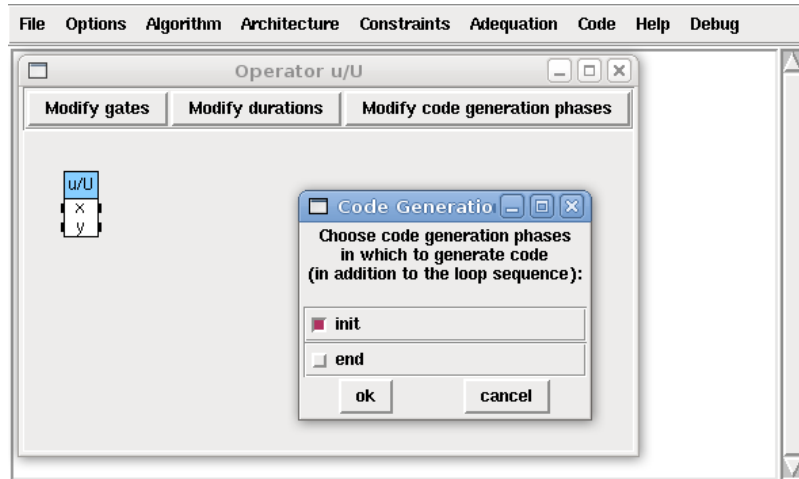 File Options Algorithm Architecture Constraints Adequation Code Help Debug
Operator u/U
Modify gates Modify durations Modify code generation phases
u/U
x
y
Code Generatio
Choose code generation phases
in which to generate code
(in addition to the loop sequence):
init
end
ok cancel